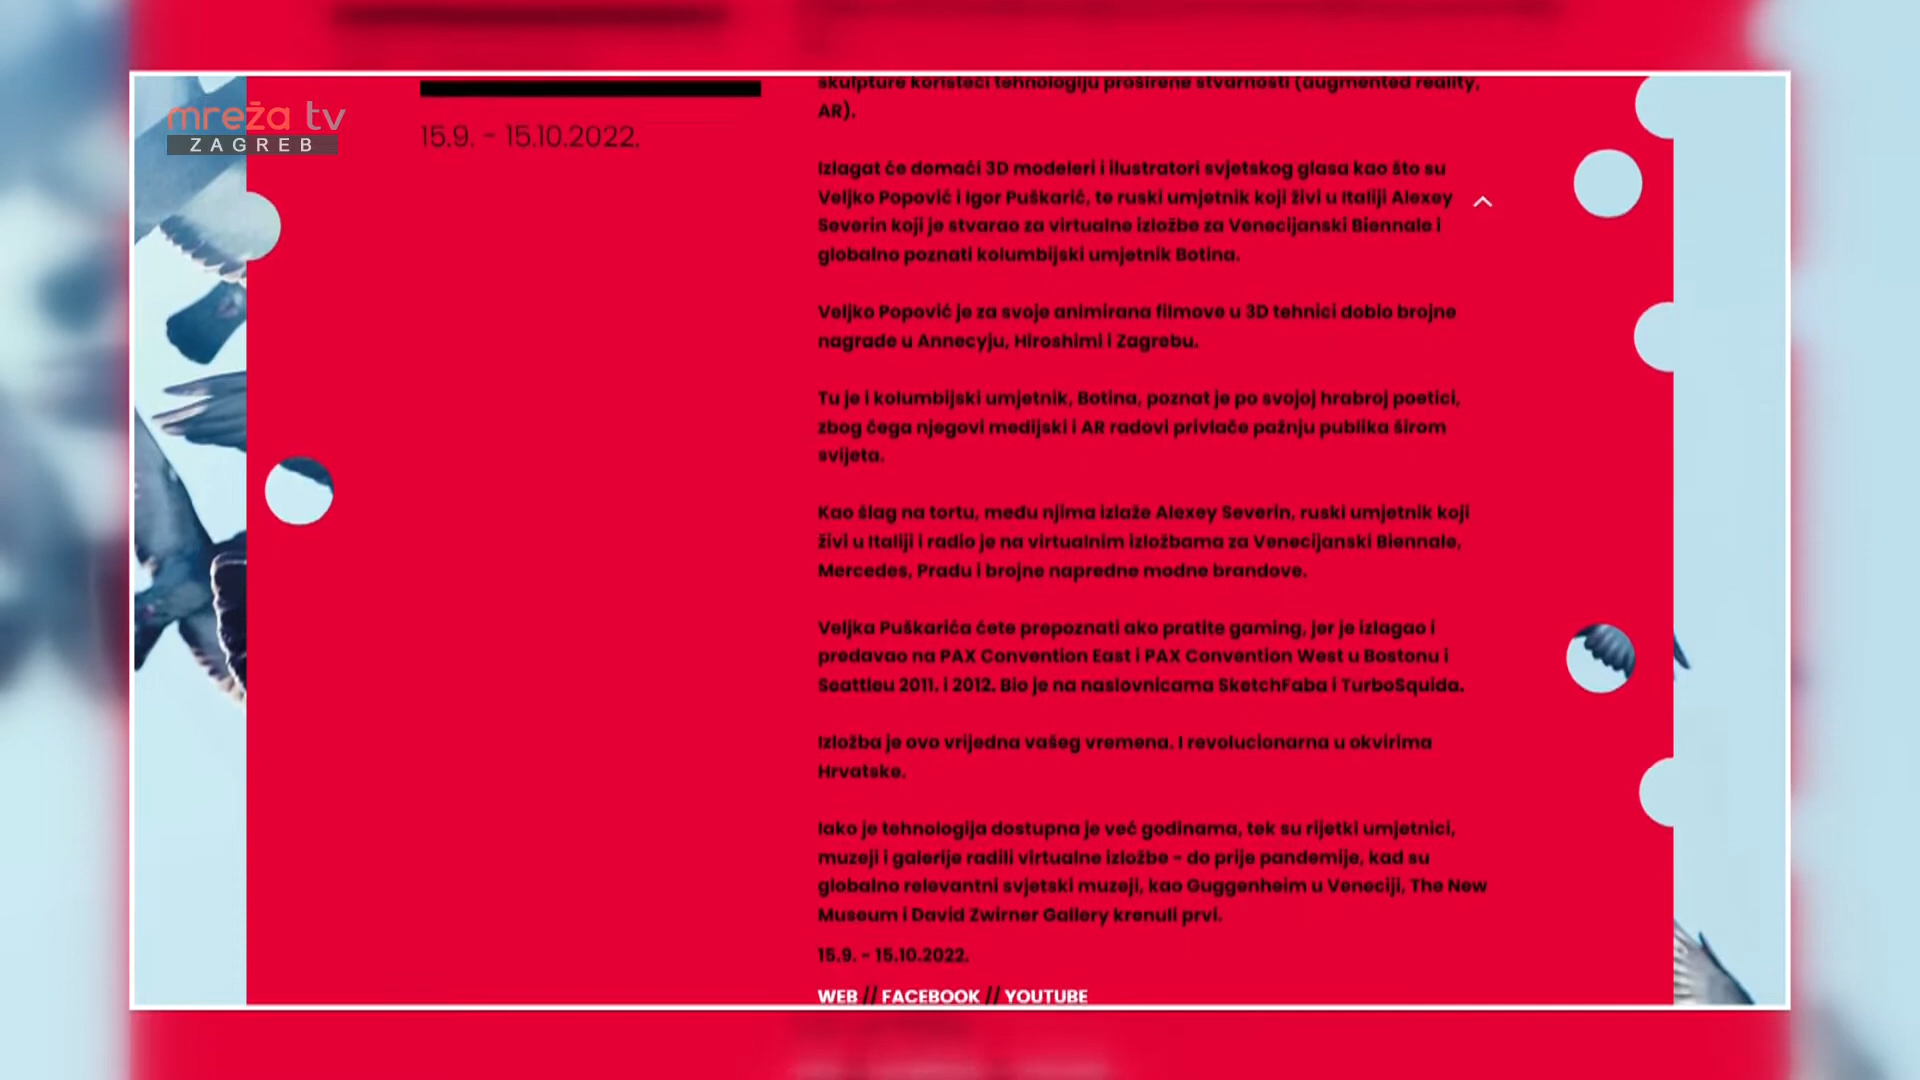 mreža tv
ZAGREB
15.9. - 15.10.2022.
skulpture koristeći tehnologiju proširene stvarnosti (augmented reality,
AR).
Izlagat će domaći 3D modeleri i ilustratori svjetskog glasa kao što su
Veljko Popović i Igor Puškarić, te ruski umjetnik koji živi u Italiji Alexey
Severin koji je stvarao za virtualne izložbe za Venecijanski Biennale i
globalno poznati kolumbijski umjetnik Botina.
Veljko Popović je za svoje animirana filmove u 3D tehnici dobio brojne
nagrade u Annecyju, Hiroshimi i Zagrebu.
Tu je i kolumbijski umjetnik, Botina, poznat je po svojoj hrabroj poetici,
zbog čega njegovi medijski i AR radovi privlače pažnju publika širom
svijeta.
Kao šlag na tortu, među njima izlaže Alexey Severin, ruski umjetnik koji
živi u Italiji i radio je na virtualnim izložbama za Venecijanski Biennale,
Mercedes, Pradu i brojne napredne modne brandove.
Veljka Puškarića ćete prepoznati ako pratite gaming, jer je izlagao i
predavao na PAX Convention East i PAX Convention West u Bostonu i
Seattleu 2011. i 2012. Bio je na naslovnicama SketchFaba i TurboSquida.
Izložba je ovo vrijedna vašeg vremena. I revolucionarna u okvirima
Hrvatske.
Iako je tehnologija dostupna je već godinama, tek su rijetki umjetnici,
muzeji i galerije radili virtualne izložbe - do prije pandemije, kad su
globalno relevantni svjetski muzeji, kao Guggenheim u Veneciji, The New
Museum i David Zwirner Gallery krenuli prvi.
15.9. - 15.10.2022.
WEB // FACEBOOK // YOUTUBE